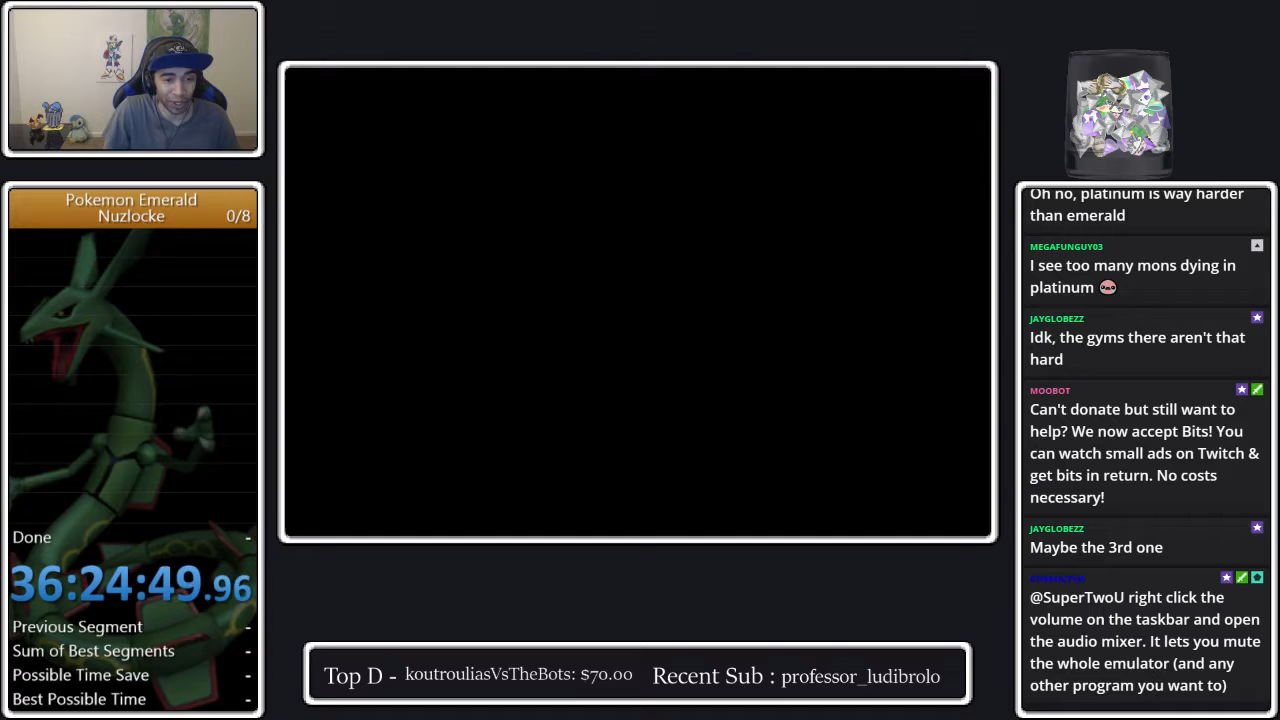 Pokemon Emerald
Nuzlocke 0/8
Done -
36:24:49.96
Previous Segment -
Sum of Best Segments -
Possible Time Save -
Best Possible Time -
Top D - koutrouliasVsTheBots: $70.00 Recent Sub : professor_ludibrolo
Oh no, platinum is way harder
than emerald
MEGAFUNGUY03
I see too many mons dying in
platinum
JAYGLOBEZZ
Idk, the gyms there aren't that
hard
MOOBOT
Can't donate but still want to
help? We now accept Bits! You
can watch small ads on Twitch &
get bits in return. No costs
necessary!
JAYGLOBEZZ
Maybe the 3rd one
@SuperTwoU right click the
volume on the taskbar and open
the audio mixer. It lets you mute
the whole emulator (and any
other program you want to)